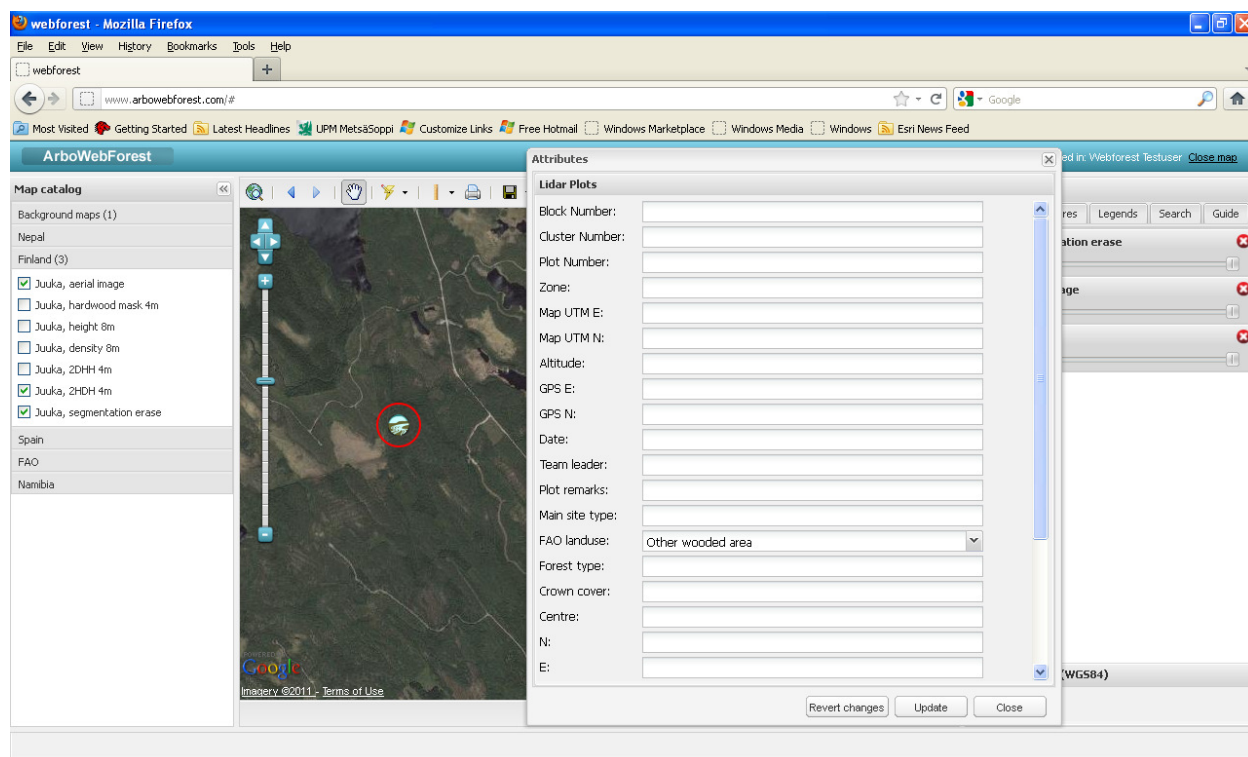 webforest - Mozilla Firefox
File Edit View History Bookmarks Tools Help
webforest
www.arbowebforest.com/#
Google
Most Visited Getting Started Latest Headlines UPM MetsäSoppi Customize Links Free Hotmail Windows Marketplace Windows Media Windows Esri News Feed
ArboWebForest
ed in: Webforest Testuser Close map
Map catalog
Background maps (1)
Nepal
Finland (3)
Juuka, aerial image
Juuka, hardwood mask 4m
Juuka, height 8m
Juuka, density 8m
Juuka, 2DHH 4m
Juuka, 2HDH 4m
Juuka, segmentation erase
Spain
FAO
Namibia
POWERED BY
Google
Imagery ©2011 - Terms of Use
Attributes
Lidar Plots
Block Number:
Cluster Number:
Plot Number:
Zone:
Map UTM E:
Map UTM N:
Altitude:
GPS E:
GPS N:
Date:
Team leader:
Plot remarks:
Main site type:
FAO landuse: Other wooded area
Forest type:
Crown cover:
Centre:
N:
E:
Revert changes Update Close
res Legends Search Guide
ation erase
age
(WGS84)